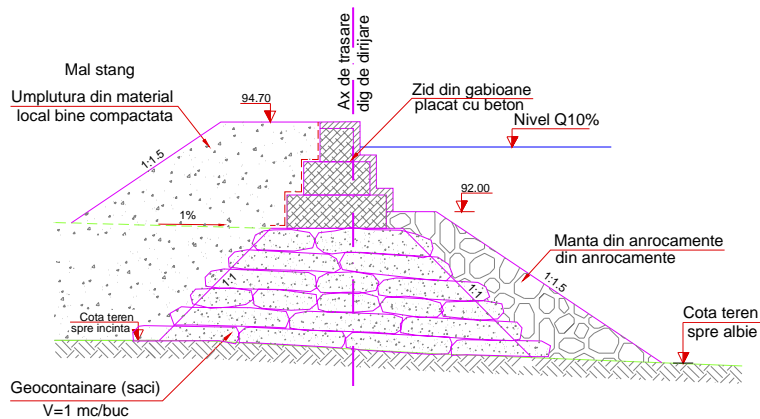 Ax de trasare
dig de dirijare
Mal stang
Umplutura din material
local bine compactata
94.70
Zid din gabioane
placat cu beton
Nivel Q10%
1:1.5
92.00
1%
Manta din anrocamente
din anrocamente
1:1.5
1:1
1:1
Cota teren
spre incinta
Cota teren
spre albie
Geocontainare (saci)
V=1 mc/buc